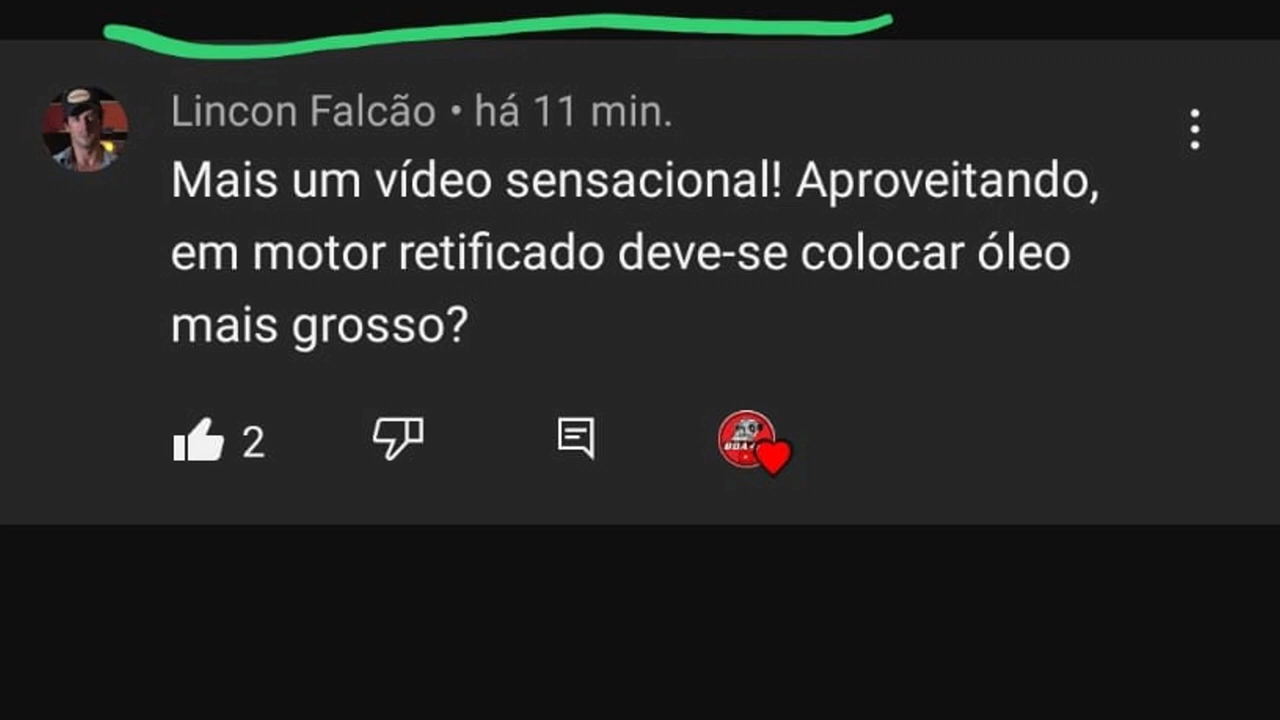 Lincon Falcão • há 11 min.
Mais um vídeo sensacional! Aproveitando,
em motor retificado deve-se colocar óleo
mais grosso?
2